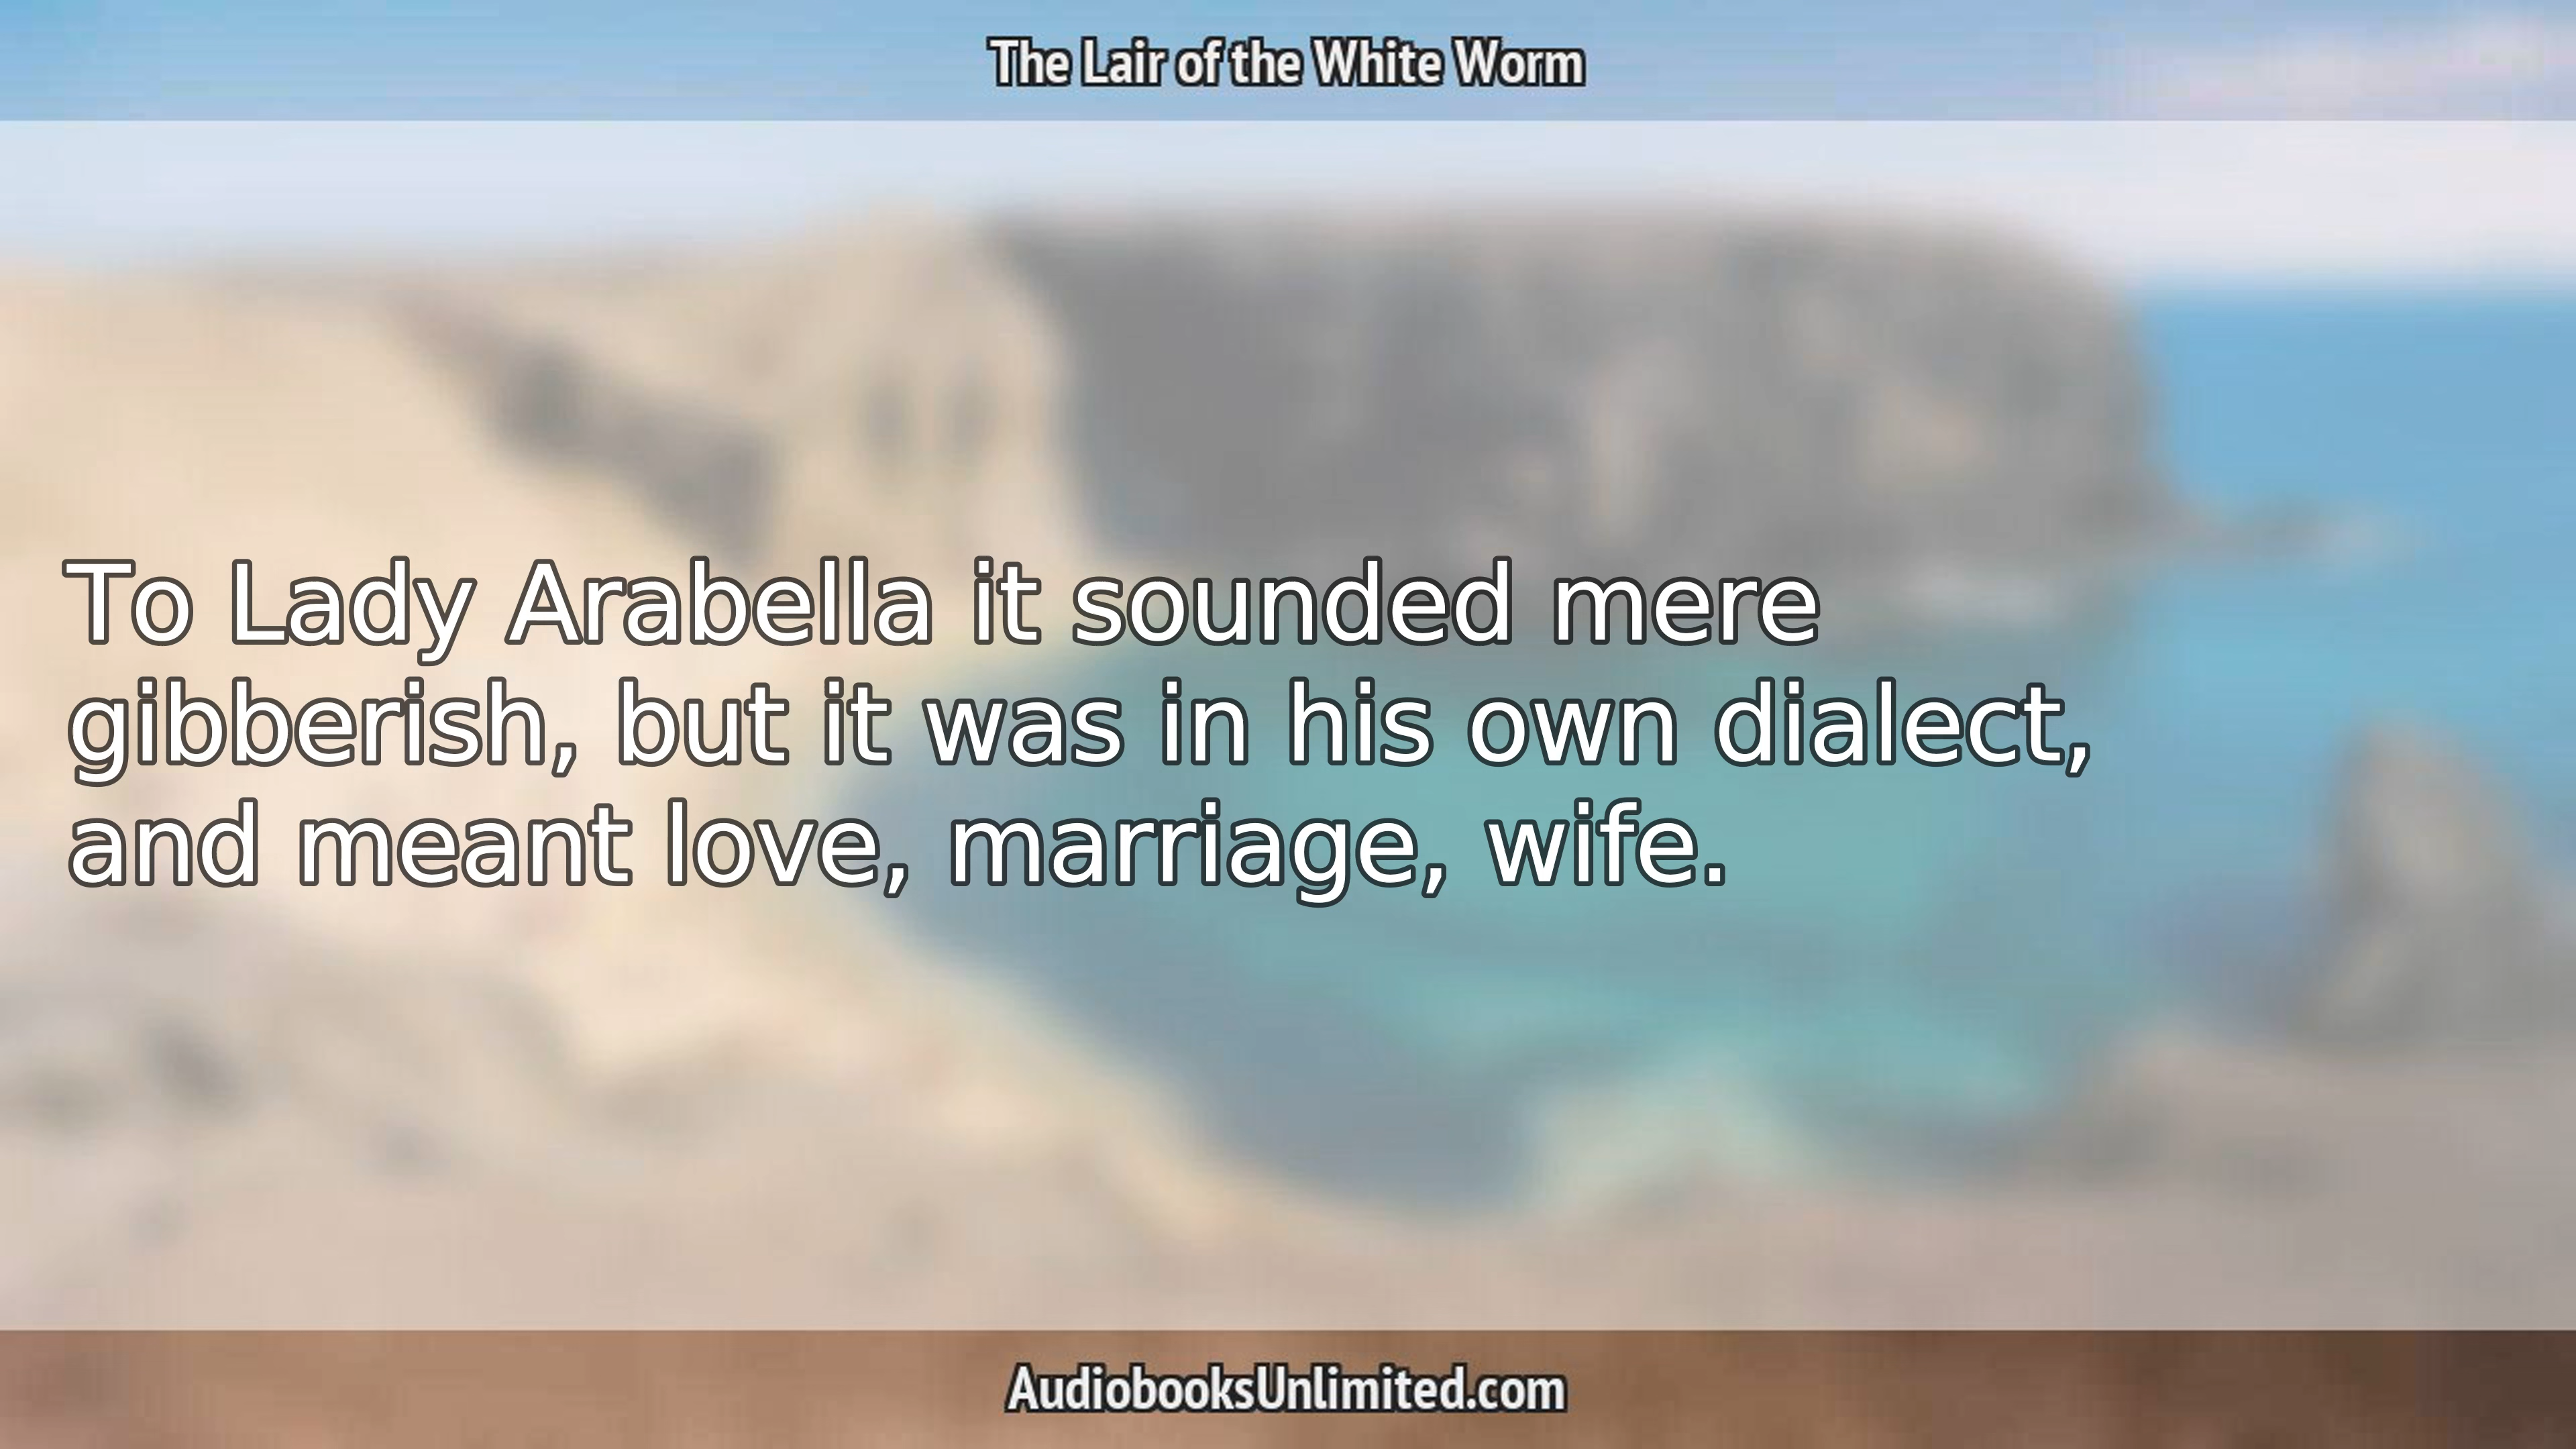 The Lair of the White Worm
To Lady Arabella it sounded mere
gibberish, but it was in his own dialect,
and meant love, marriage, wife.
AudiobooksUnlimited.com